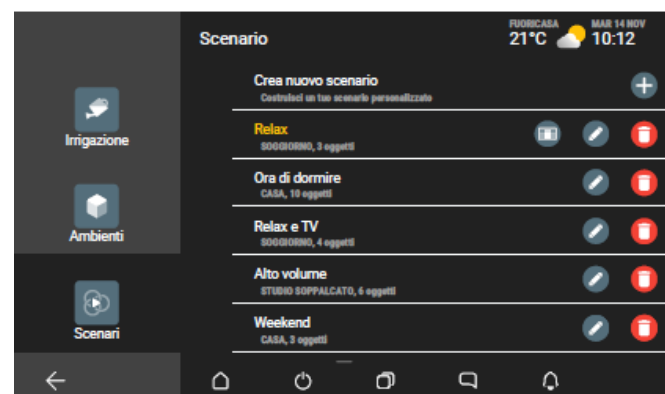 Scenario
FUORICASA
21°C
MAR 14 NOV
10:12
Crea nuovo scenario
Costruisci un tuo scenario personalizzato
Irrigazione
Relax
SOGGIORNO, 3 oggetti
Ora di dormire
CASA, 10 oggetti
Ambienti
Relax e TV
SOGGIORNO, 4 oggetti
Alto volume
STUDIO SOPPALCATO, 6 oggetti
Scenari
Weekend
CASA, 3 oggetti